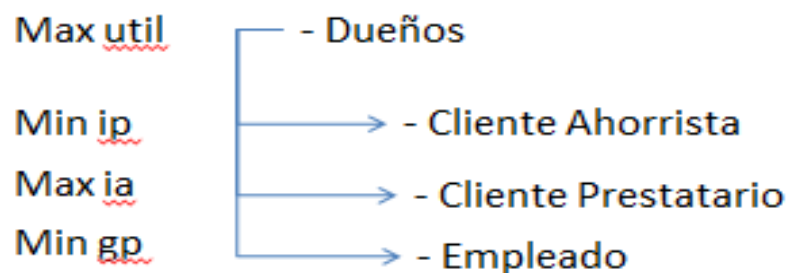 Max util - Dueños
Min ip - Cliente Ahorrista
Max ia - Cliente Prestatario
Min gp - Empleado